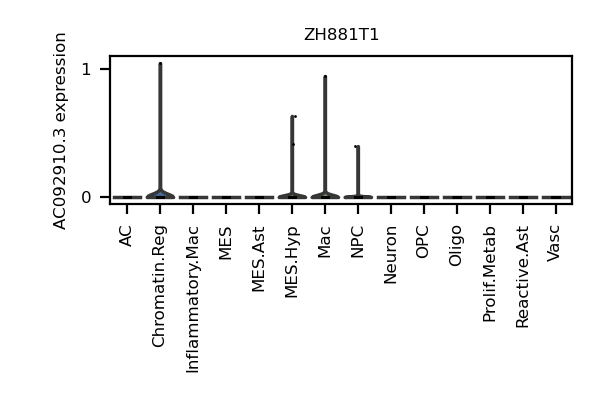 ZH881T1
AC092910.3 expression
1
0
AC
Chromatin.Reg
Inflammatory.Mac
MES
MES.Ast
MES.Hyp
Mac
NPC
Neuron
OPC
Oligo
Prolif.Metab
Reactive.Ast
Vasc